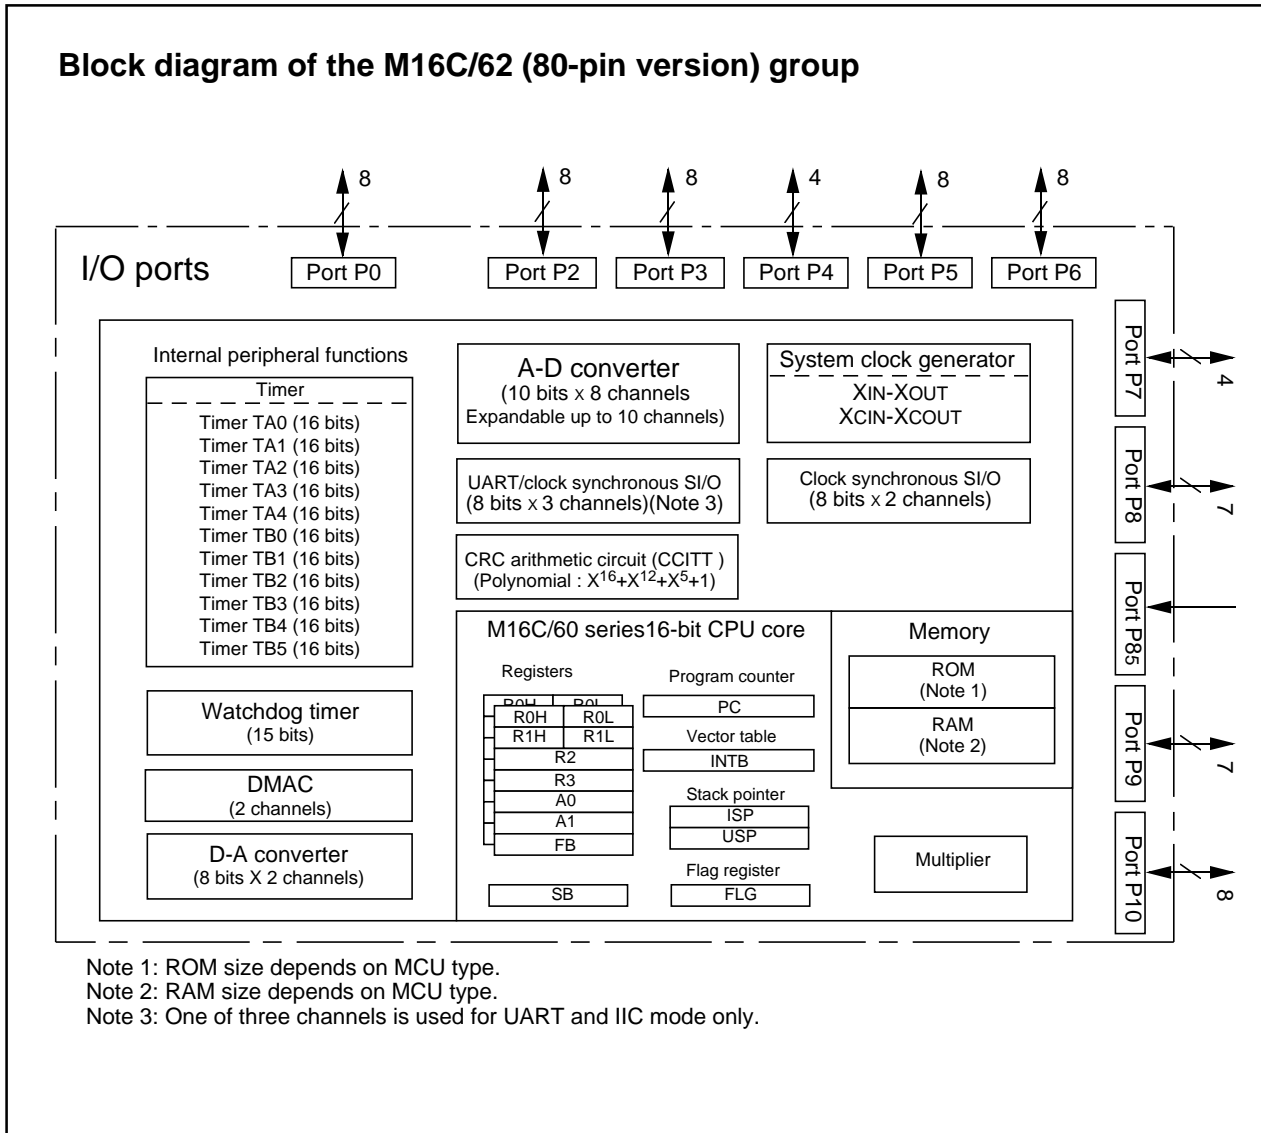 Block diagram of the M16C/62 (80-pin version) group
8
8
8
4
8
8
I/O ports
Port P0
Port P2
Port P3
Port P4
Port P5
Port P6
Port P7
4
Port P8
7
Port P85
Port P9
7
Port P10
8
Internal peripheral functions
Timer
Timer TA0 (16 bits)
Timer TA1 (16 bits)
Timer TA2 (16 bits)
Timer TA3 (16 bits)
Timer TA4 (16 bits)
Timer TB0 (16 bits)
Timer TB1 (16 bits)
Timer TB2 (16 bits)
Timer TB3 (16 bits)
Timer TB4 (16 bits)
Timer TB5 (16 bits)
Watchdog timer
(15 bits)
DMAC
(2 channels)
D-A converter
(8 bits X 2 channels)
A-D converter
(10 bits x 8 channels
Expandable up to 10 channels)
System clock generator
XIN-XOUT
XCIN-XCOUT
UART/clock synchronous SI/O
(8 bits x 3 channels)(Note 3)
Clock synchronous SI/O
(8 bits x 2 channels)
CRC arithmetic circuit (CCITT )
(Polynomial : X16+X12+X5+1)
M16C/60 series16-bit CPU core
Registers
R0H R0L
R0H R0L
R1H R1L
R2
R3
A0
A1
FB
SB
Program counter
PC
Vector table
INTB
Stack pointer
ISP
USP
Flag register
FLG
Memory
ROM
(Note 1)
RAM
(Note 2)
Multiplier
Note 1: ROM size depends on MCU type.
Note 2: RAM size depends on MCU type.
Note 3: One of three channels is used for UART and IIC mode only.